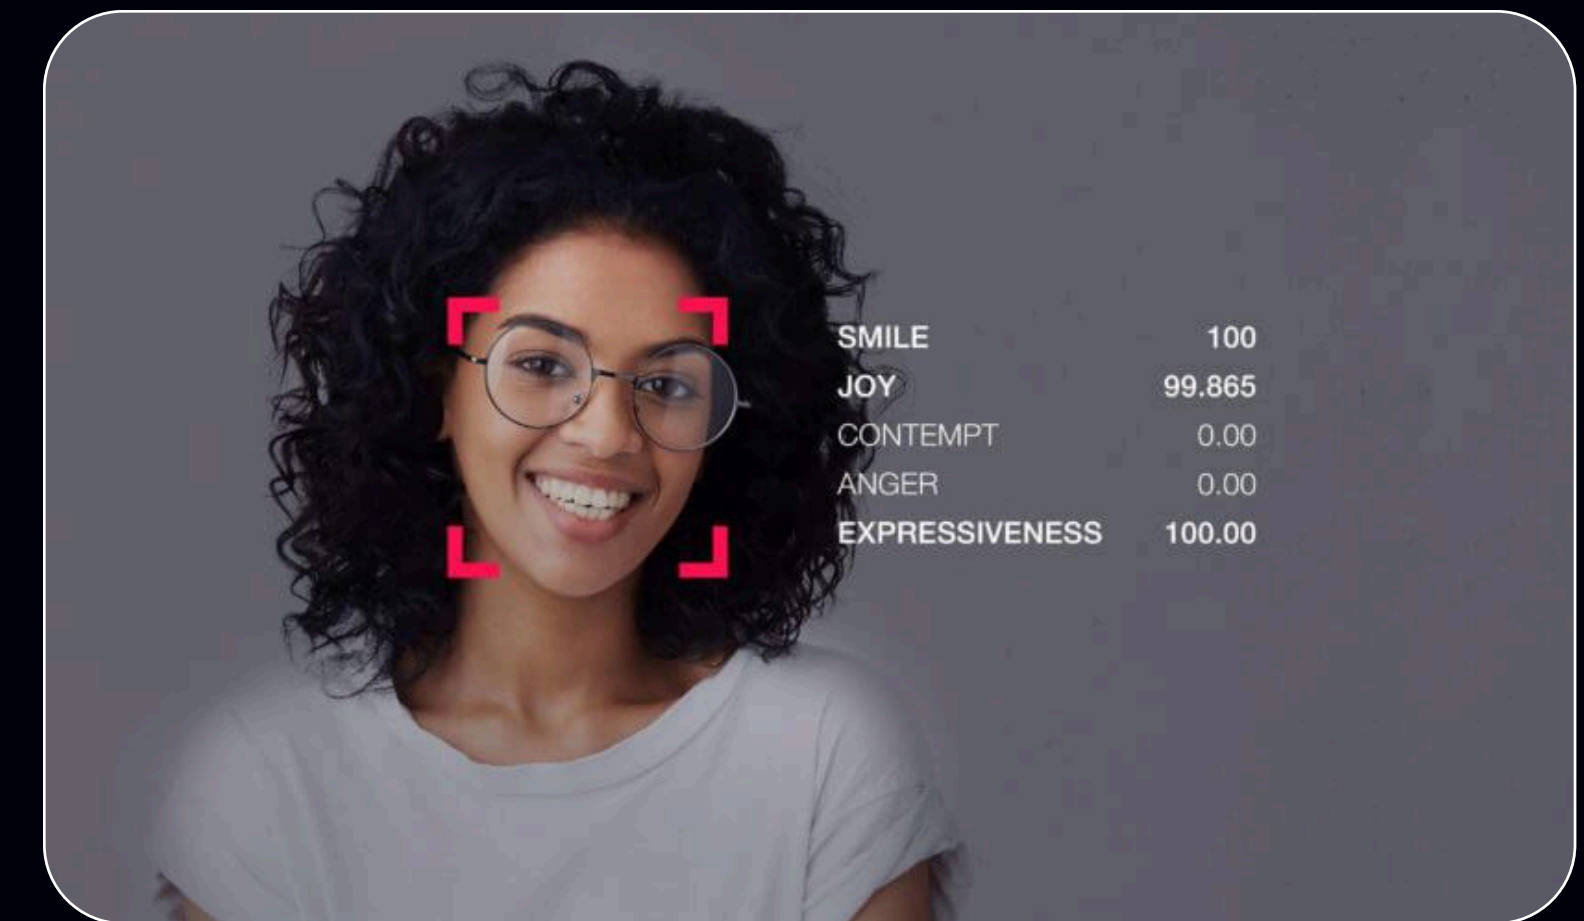 SMILE 100
JOY 99.865
CONTEMPT 0.00
ANGER 0.00
EXPRESSIVENESS 100.00